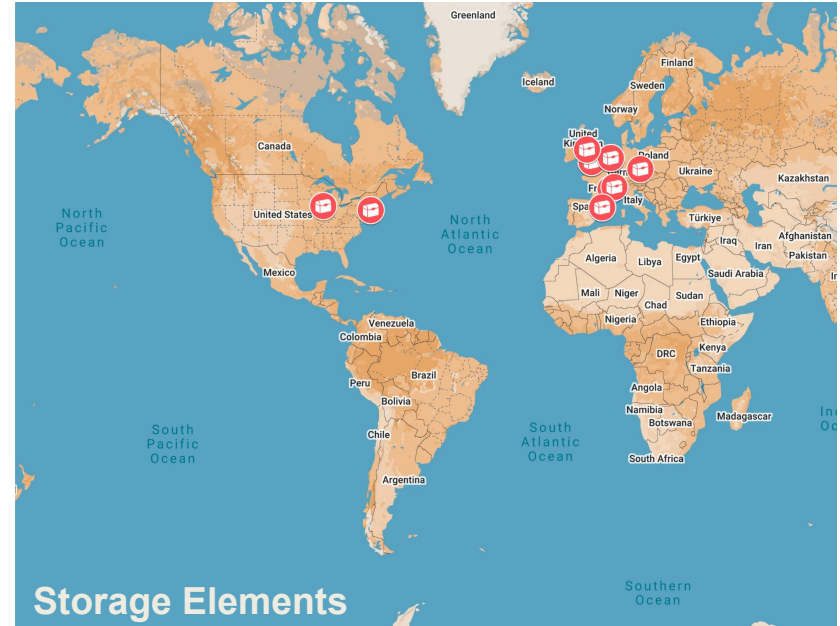 Greenland
Iceland
Finland
Sweden
Norway
United
Canada
Poland
Ukraine
Kazakhstan
North
Pacific
Ocean
United States
North
Atlantic
Ocean
Italy
Türkiye
Afghanistan
Iraq
Iran
Pakistan
Algeria
Libya
Egypt
Saudi Arabia
Mexico
Mali
Niger
Chad
Sudan
Nigeria
Ethiopia
Venezuela
Colombia
Kenya
DRC
Tanzania
Peru
Brazil
Angola
Bolivia
Namibia
Botswana
Madagascar
South
Pacific
Ocean
Chile
South
Atlantic
Ocean
South Africa
Argentina
Southern
Ocean
Storage Elements